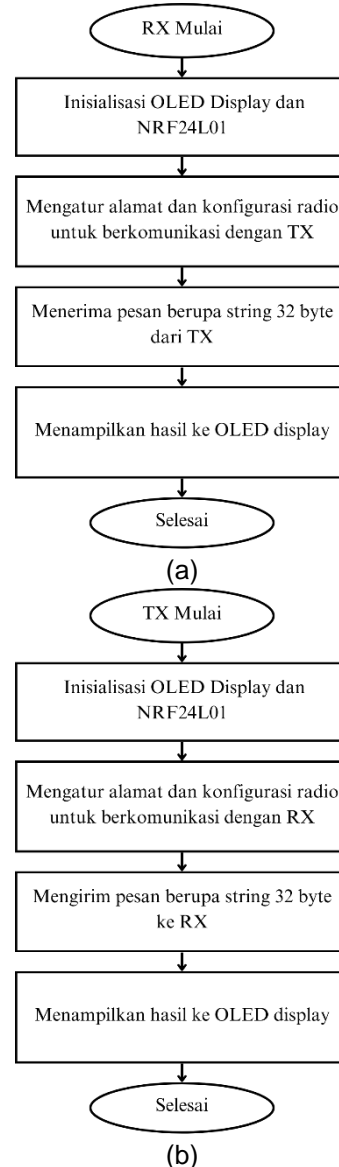 RX Mulai
Inisialisasi OLED Display dan
NRF24L01
Mengatur alamat dan konfigurasi radio
untuk berkomunikasi dengan TX
Menerima pesan berupa string 32 byte
dari TX
Menampilkan hasil ke OLED display
Selesai
(a)
TX Mulai
Inisialisasi OLED Display dan
NRF24L01
Mengatur alamat dan konfigurasi radio
untuk berkomunikasi dengan RX
Mengirim pesan berupa string 32 byte
ke RX
Menampilkan hasil ke OLED display
Selesai
(b)